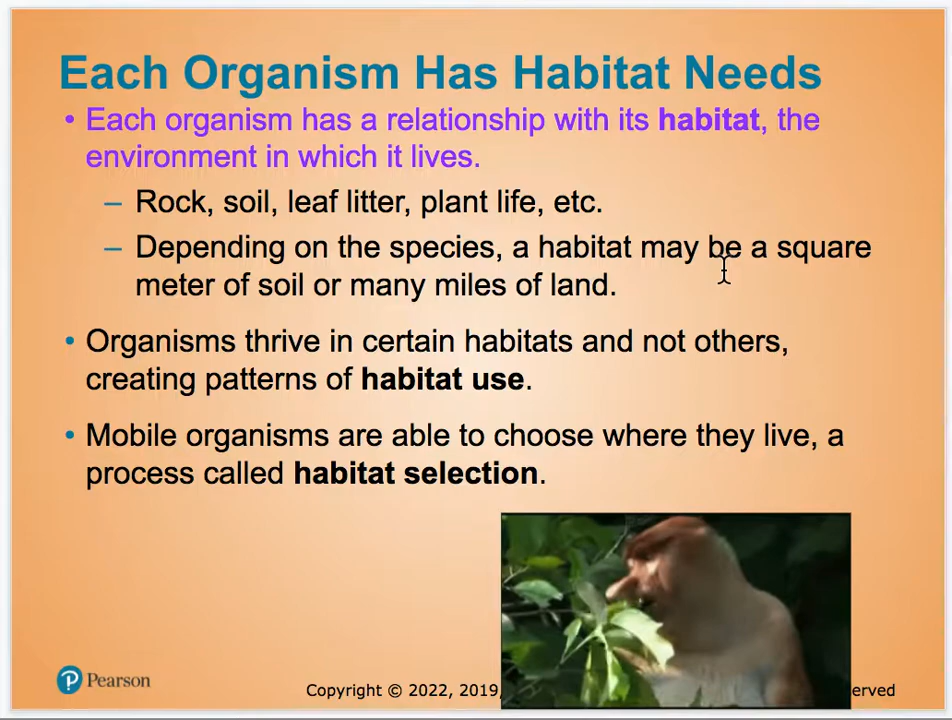 Each Organism Has Habitat Needs
• Each organism has a relationship with its habitat, the
environment in which it lives.
– Rock, soil, leaf litter, plant life, etc.
– Depending on the species, a habitat may be a square
meter of soil or many miles of land.
• Organisms thrive in certain habitats and not others,
creating patterns of habitat use.
• Mobile organisms are able to choose where they live, a
process called habitat selection.
P Pearson
Copyright © 2022, 2019, erved